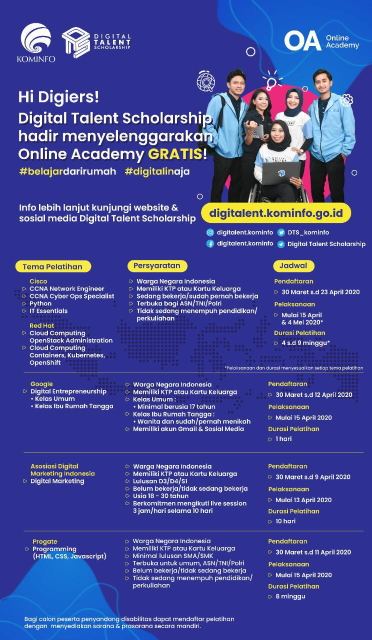 KOMINFO
DIGITAL
TALENT
SCHOLARSHIP
OA Online
Academy
Hi Digiers!
Digital Talent Scholarship
hadir menyelenggarakan
Online Academy GRATIS!
#belajardarirumah #digitalinaja
Info lebih lanjut kunjungi website &
sosial media Digital Talent Scholarship
digitalent.kominfo.go.id
digitalent.kominfo DTS_kominfo
digitalent.kominfo Digital Talent Scholarship
Tema Pelatihan Persyaratan Jadwal
Cisco
CCNA Network Engineer
CCNA Cyber Ops Specialist
Python
IT Essentials
Red Hat
Cloud Computing
OpenStack Administration
Cloud Computing
Containers, Kubernetes,
OpenShift
Warga Negara Indonesia
Memiliki KTP atau Kartu Keluarga
Sedang bekerja/sudah pernah bekerja
Terbuka bagi ASN/TNI/Polri
Tidak sedang menempuh pendidikan/
perkuliahan
Pendaftaran
30 Maret s.d 23 April 2020
Pelaksanaan
Mulai 15 April
& 4 Mei 2020*
Durasi Pelatihan
4 s.d 9 minggu*
*Pelaksanaan dan durasi menyesuaikan setiap tema pelatihan
Google
Digital Entrepreneurship
• Kelas Umum
• Kelas Ibu Rumah Tangga
Warga Negara Indonesia
Memiliki KTP atau Kartu Keluarga
Kelas Umum :
• Minimal berusia 17 tahun
Kelas Ibu Rumah Tangga :
• Wanita dan sudah/pernah menikah
Memiliki akun Gmail & Sosial Media
Pendaftaran
30 Maret s.d 12 April 2020
Pelaksanaan
Mulai 15 April 2020
Durasi Pelatihan
1 hari
Asosiasi Digital
Marketing Indonesia
Digital Marketing
Warga Negara Indonesia
Memiliki KTP atau Kartu Keluarga
Lulusan D3/D4/S1
Belum bekerja/tidak sedang bekerja
Usia 18 - 30 tahun
Berkomitmen mengikuti live session
3 jam/hari selama 10 hari
Pendaftaran
30 Maret s.d 9 April 2020
Pelaksanaan
Mulai 13 April 2020
Durasi Pelatihan
10 hari
Progate
Programming
(HTML, CSS, Javascript)
Warga Negara Indonesia
Memiliki KTP atau Kartu Keluarga
Minimal lulusan SMA/SMK
Terbuka untuk umum, ASN/TNI/Polri
Belum bekerja/tidak sedang bekerja
Tidak sedang menempuh pendidikan/
perkuliahan
Pendaftaran
30 Maret s.d 11 April 2020
Pelaksanaan
Mulai 15 April 2020
Durasi Pelatihan
8 minggu
Bagi calon peserta penyandang disabilitas dapat mendaftar pelatihan
dengan menyediakan sarana & prasarana secara mandiri.